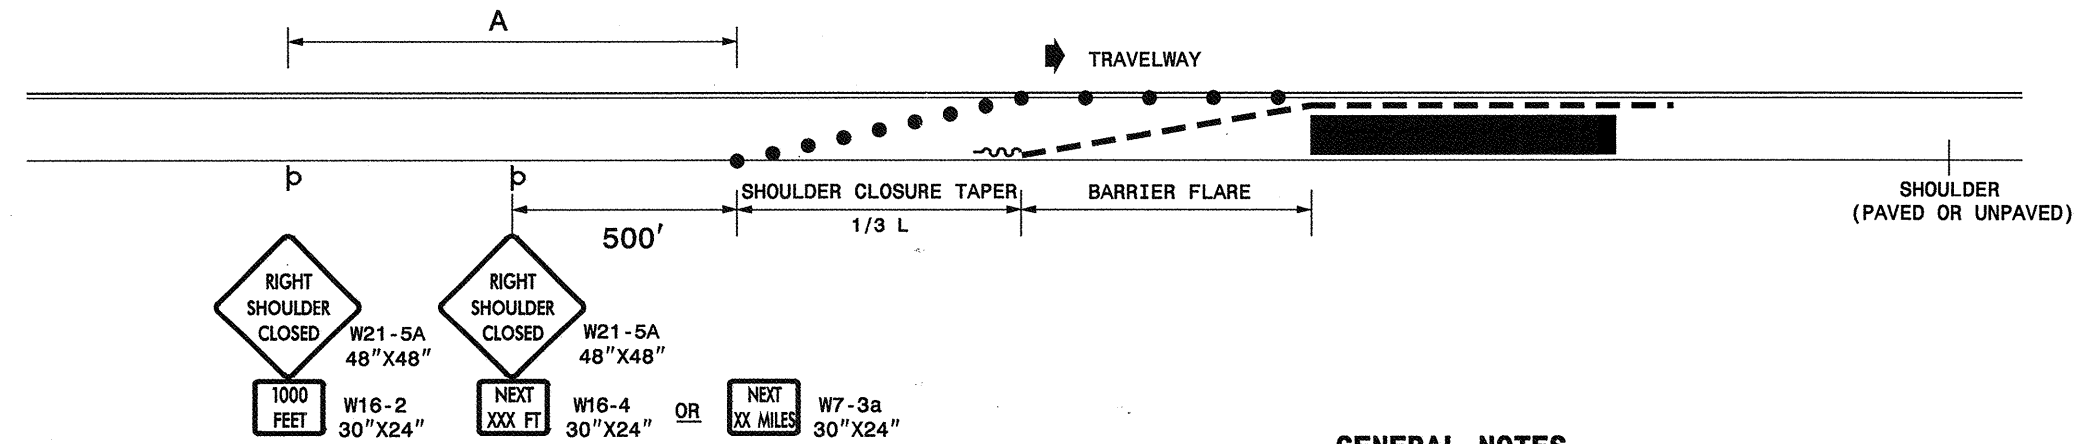 A
TRAVELWAY
SHOULDER CLOSURE TAPER
BARRIER FLARE
1/3 L
500'
SHOULDER
(PAVED OR UNPAVED)
RIGHT
SHOULDER
CLOSED
W21-5A
48"X48"
1000
FEET
W16-2
30"X24"
RIGHT
SHOULDER
CLOSED
W21-5A
48"X48"
NEXT
XXX FT
W16-4
30"X24"
OR
NEXT
XX MILES
W7-3a
30"X24"
GENERAL NOTES